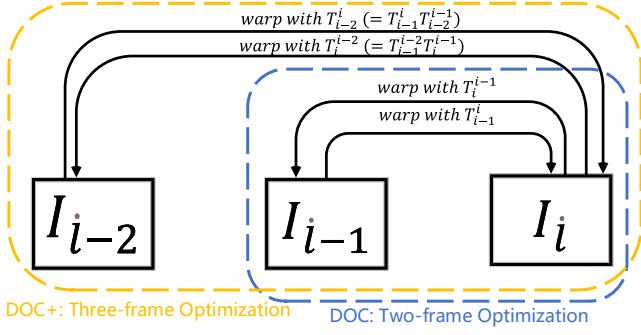 warp with T_{i-2}^{i} (= T_{i-1}^{i} T_{i-2}^{i-1})
warp with T_{i}^{i-2} (= T_{i-1}^{i-2} T_{i}^{i-1})
warp with T_{i}^{i-1}
warp with T_{i-1}^{i}
I_{i-2}
I_{i-1}
I_{i}
DOC+: Three-frame Optimization
DOC: Two-frame Optimization